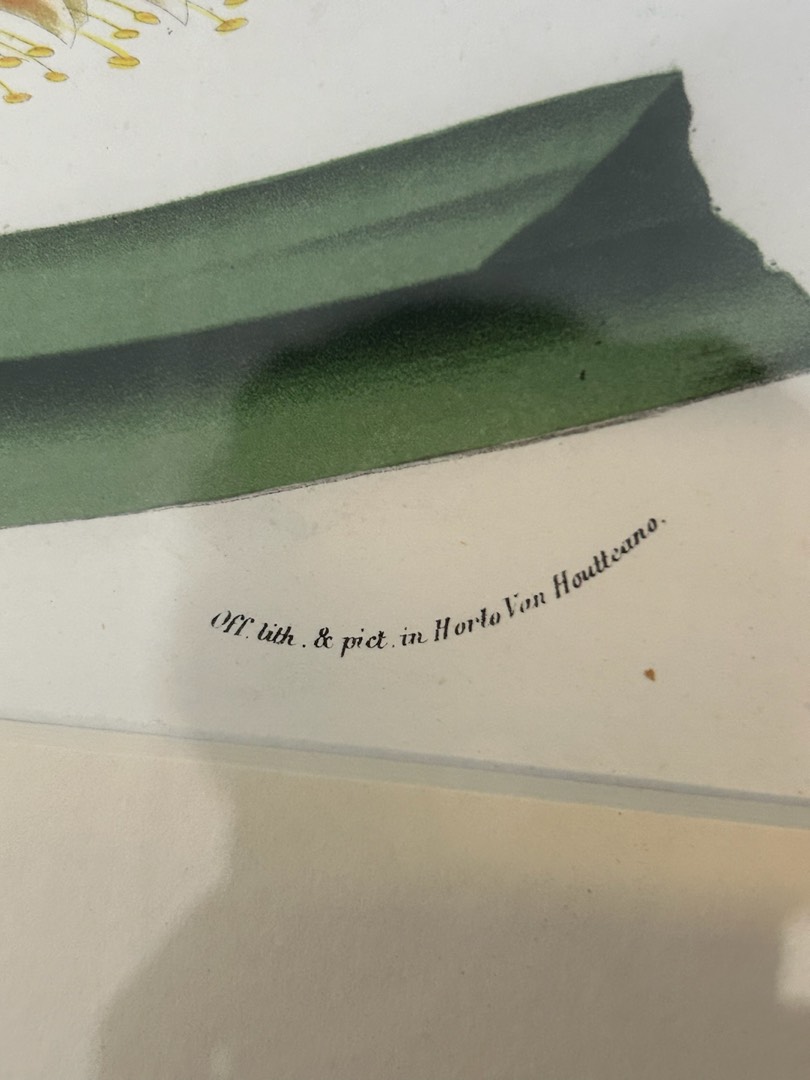 Off. lith. & pict. in Horto Van Houtteano.